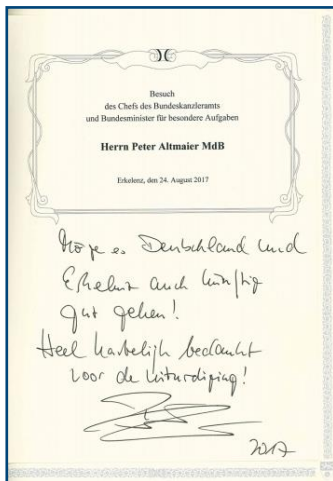 Besuch
des Chefs des Bundeskanzleramts
und Bundesminister für besondere Aufgaben
Herrn Peter Altmaier MdB
Erkelenz, den 24. August 2017
Möge es Deutschland und
Erkelenz auch künftig
gut gehen!
Heel hartelijk bedankt
voor de uitnodiging!
2017